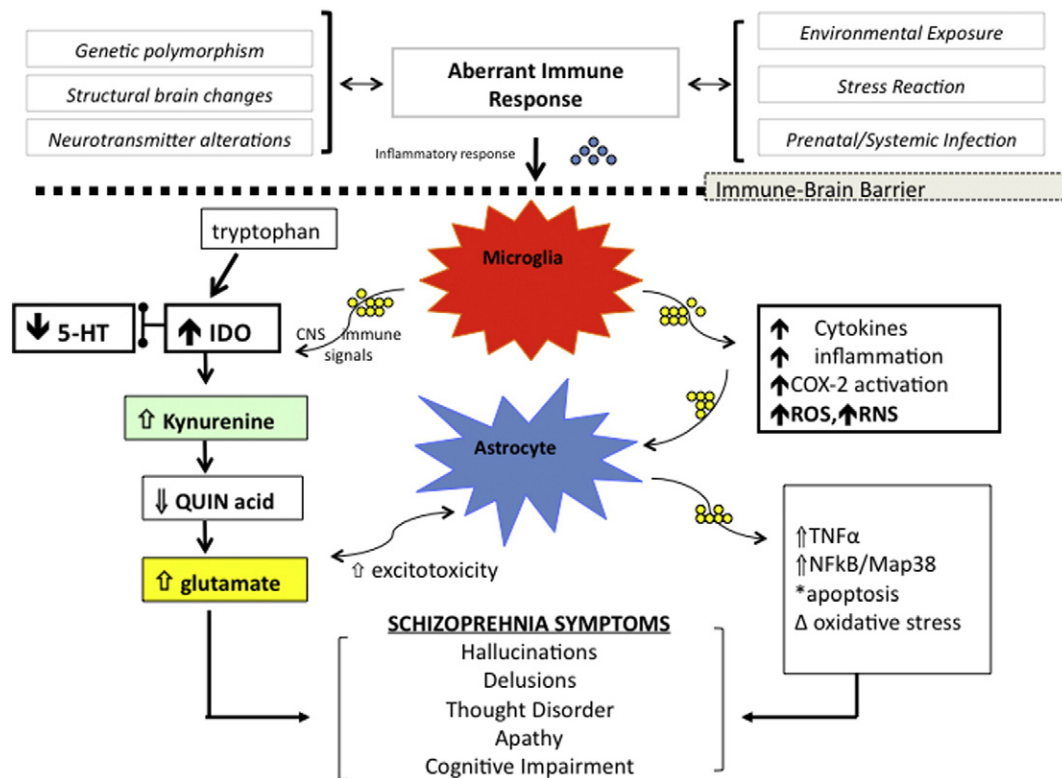 Genetic polymorphism
Structural brain changes
Neurotransmitter alterations
Aberrant Immune
Response
Environmental Exposure
Stress Reaction
Prenatal/Systemic Infection
Inflammatory response
Immune-Brain Barrier
tryptophan
Microglia
⬇ 5-HT
⬆ IDO
CNS immune
signals
⬆ Cytokines
⬆ inflammation
⬆COX-2 activation
⬆ROS,⬆RNS
⇧ Kynurenine
Astrocyte
⇓ QUIN acid
⇧ glutamate
⇧ excitotoxicity
⇑TNFα
⇑NFkB/Map38
*apoptosis
Δ oxidative stress
SCHIZOPREHNIA SYMPTOMS
Hallucinations
Delusions
Thought Disorder
Apathy
Cognitive Impairment